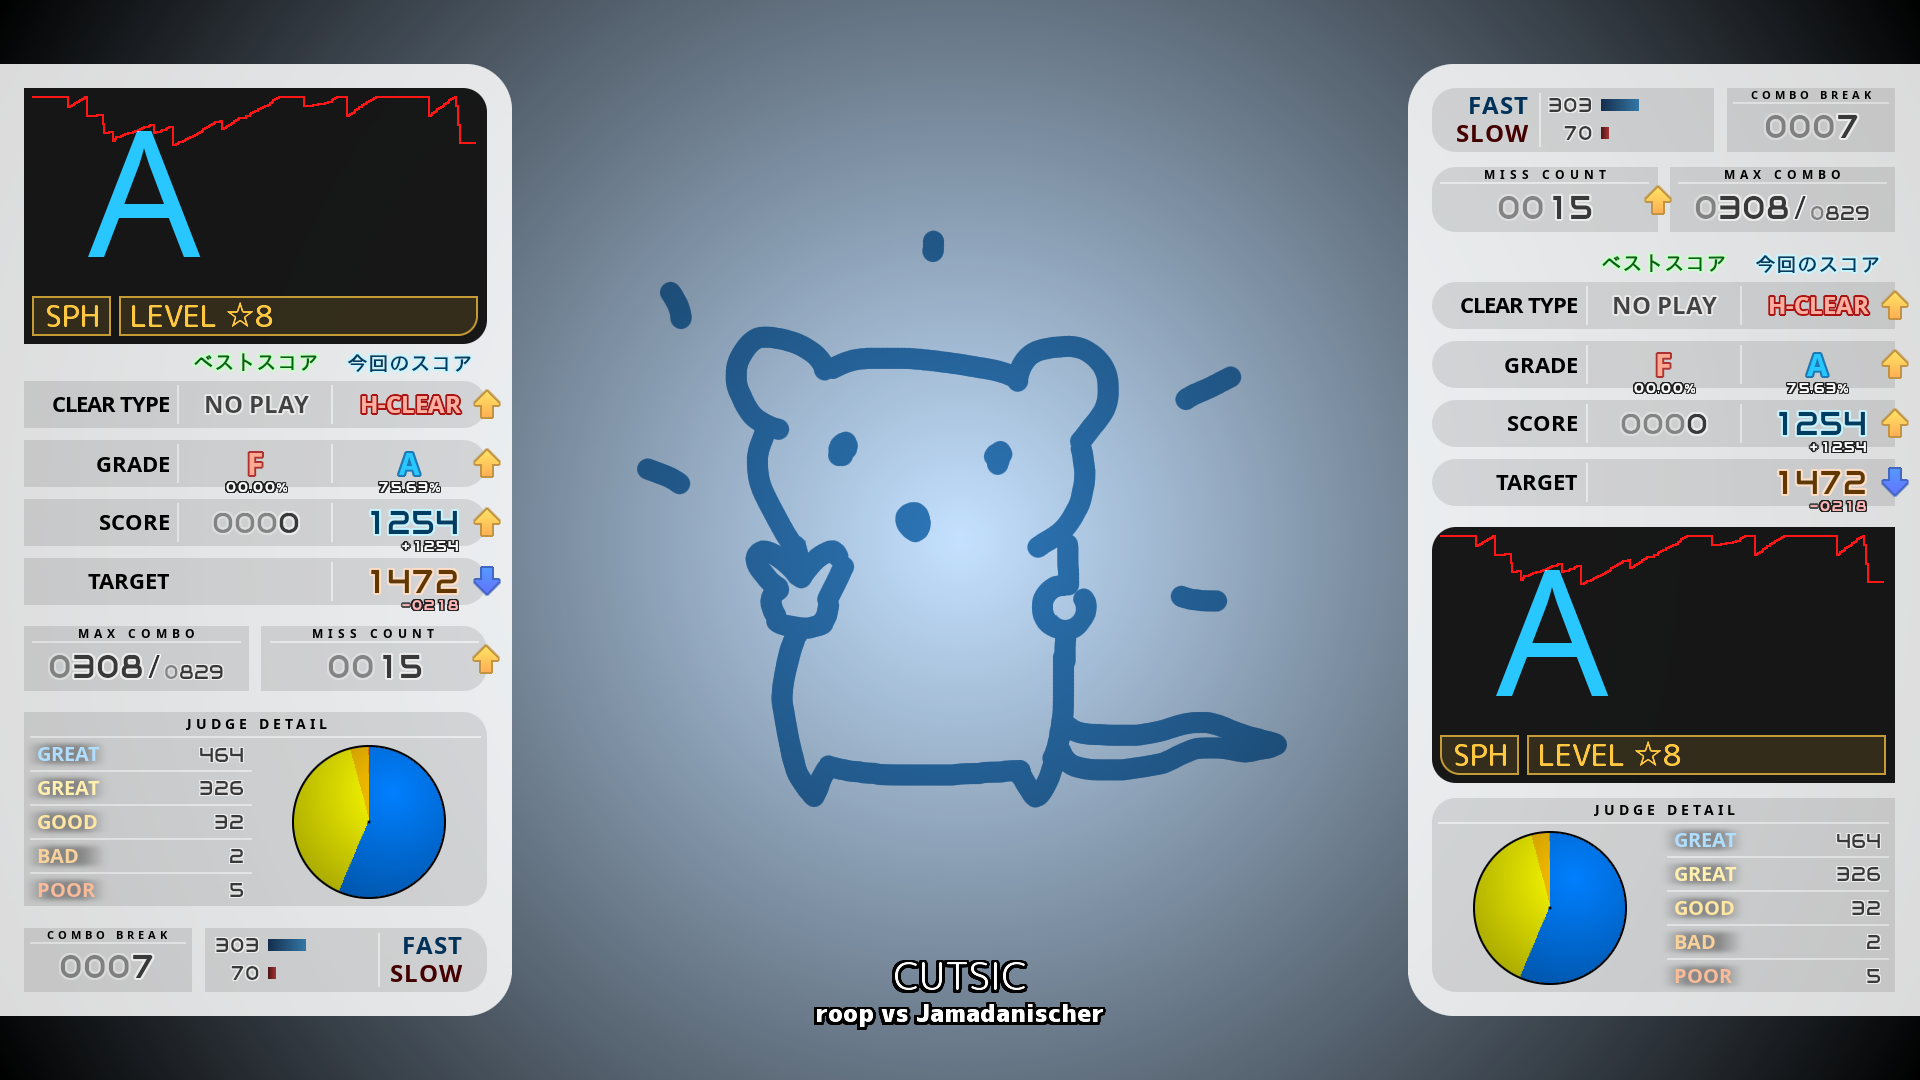 A
SPH LEVEL ☆8
ベストスコア 今回のスコア
CLEAR TYPE NO PLAY H-CLEAR
GRADE F 00.00% A 75.63%
SCORE 0000 1254
+1254
TARGET 1472
-0218
MAX COMBO MISS COUNT
0308/0829 0015
JUDGE DETAIL
GREAT 464
GREAT 326
GOOD 32
BAD 2
POOR 5
COMBO BREAK
0007
303 FAST
70 SLOW
CUTSIC
roop vs Jamadanischer
FAST 303
SLOW 70
COMBO BREAK
0007
MISS COUNT MAX COMBO
0015 0308/0829
ベストスコア 今回のスコア
CLEAR TYPE NO PLAY H-CLEAR
GRADE F 00.00% A 75.63%
SCORE 0000 1254
+1254
TARGET 1472
-0218
A
SPH LEVEL ☆8
JUDGE DETAIL
GREAT 464
GREAT 326
GOOD 32
BAD 2
POOR 5